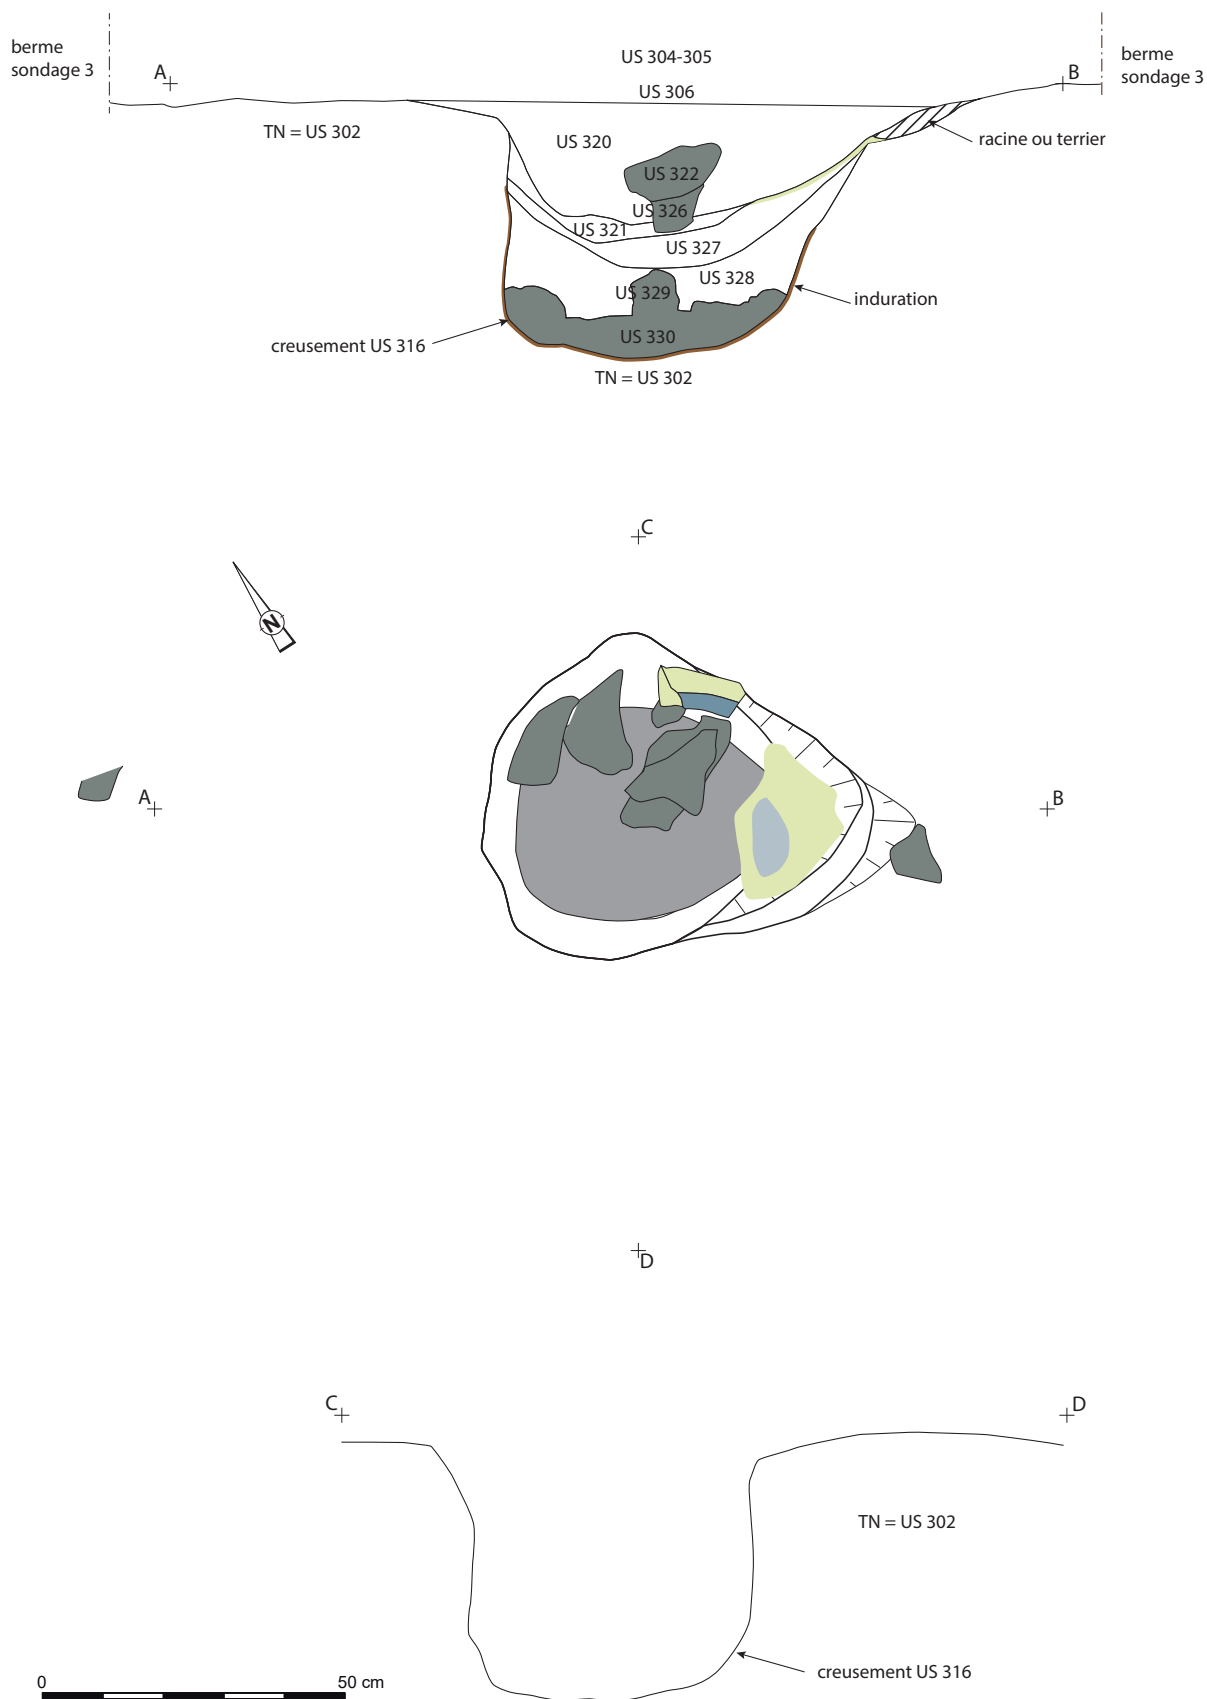 berme
sondage 3
A
US 304-305
US 306
B
berme
sondage 3
TN = US 302
US 320
racine ou terrier
US 322
US 326
US 321
US 327
US 328
US 329
induration
US 330
creusement US 316
TN = US 302
C
N
A
B
D
C
D
TN = US 302
creusement US 316
0
50 cm